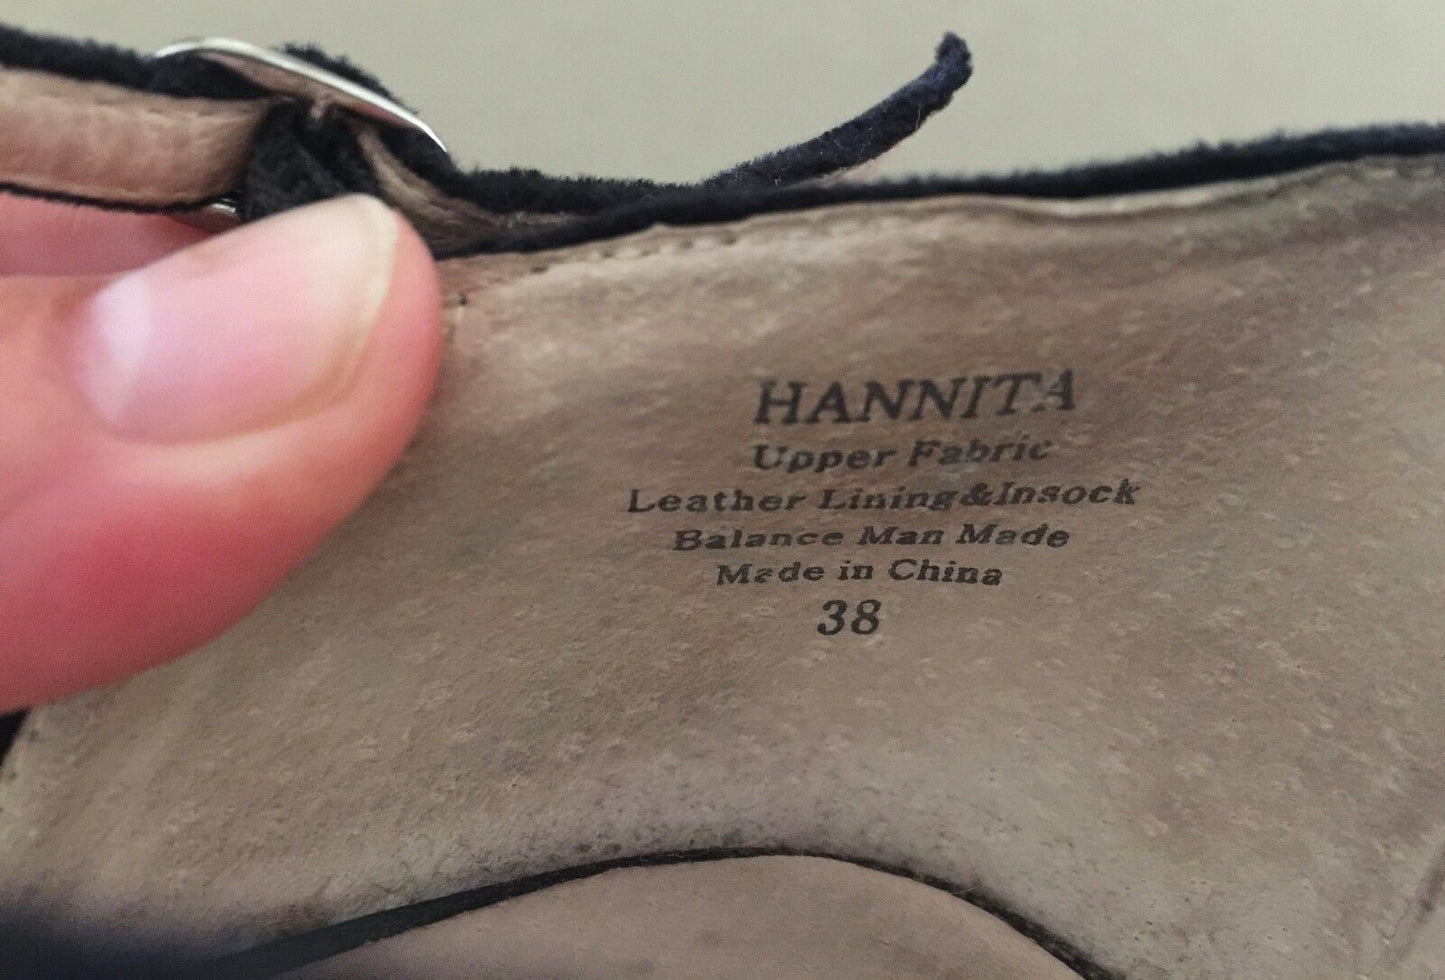 HANNITA
Upper Fabric
Leather Lining&Insock
Balance Man Made
Made in China
38